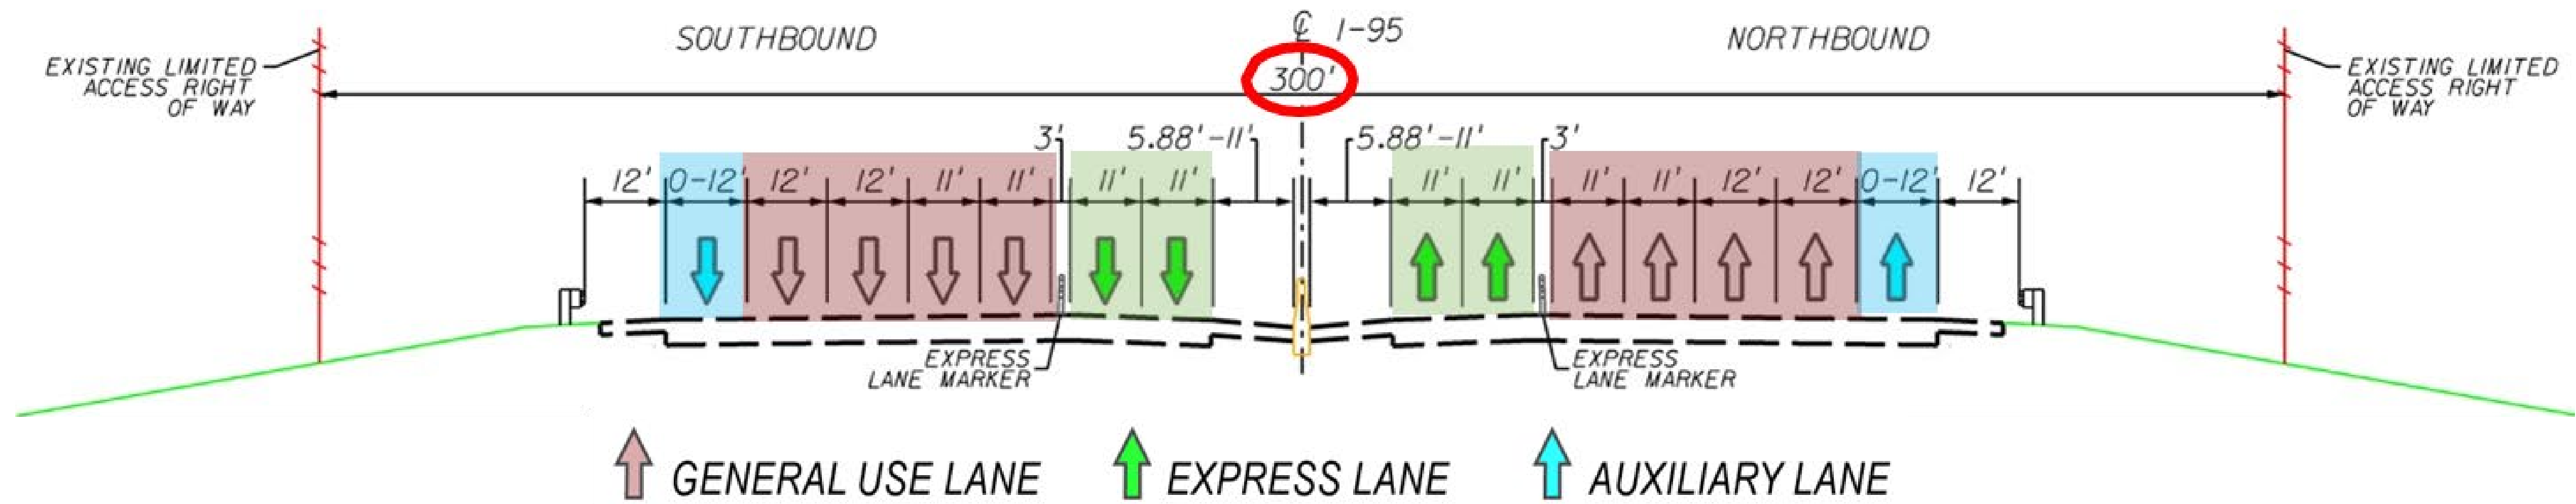 ℄ I-95
SOUTHBOUND
NORTHBOUND
300'
EXISTING LIMITED
ACCESS RIGHT
OF WAY
EXISTING LIMITED
ACCESS RIGHT
OF WAY
3' 5.88'-11' 5.88'-11' 3'
12' 0-12' 12' 12' 11' 11' 11' 11' 11' 11' 11' 11' 12' 12' 0-12' 12'
EXPRESS
LANE MARKER
EXPRESS
LANE MARKER
GENERAL USE LANE EXPRESS LANE AUXILIARY LANE